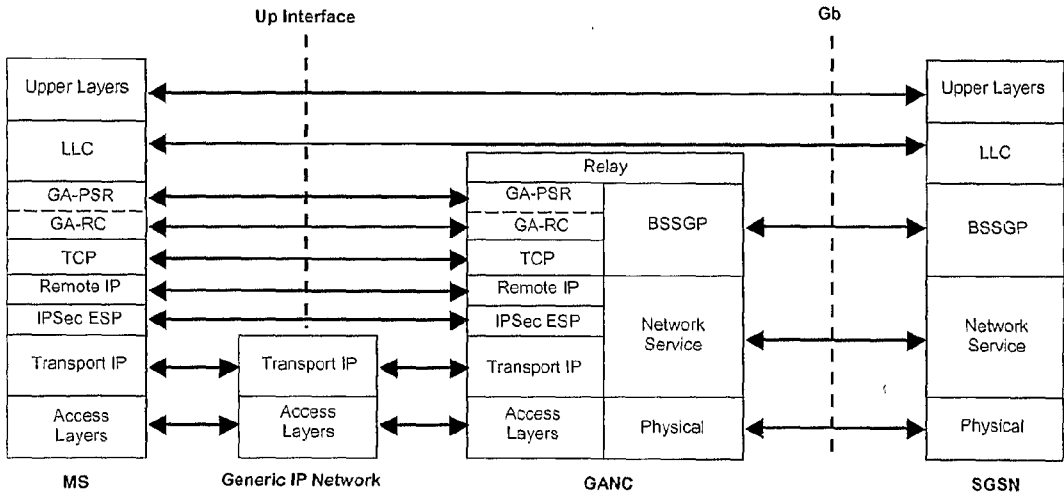 Up Interface
Gb
Upper Layers
Upper Layers
LLC
LLC
Relay
GA-PSR
GA-PSR
BSSGP
BSSGP
GA-RC
GA-RC
TCP
TCP
Remote IP
Remote IP
IPSec ESP
IPSec ESP
Network
Service
Network
Service
Transport IP
Transport IP
Transport IP
Access
Layers
Access
Layers
Access
Layers
Physical
Physical
MS
Generic IP Network
GANC
SGSN